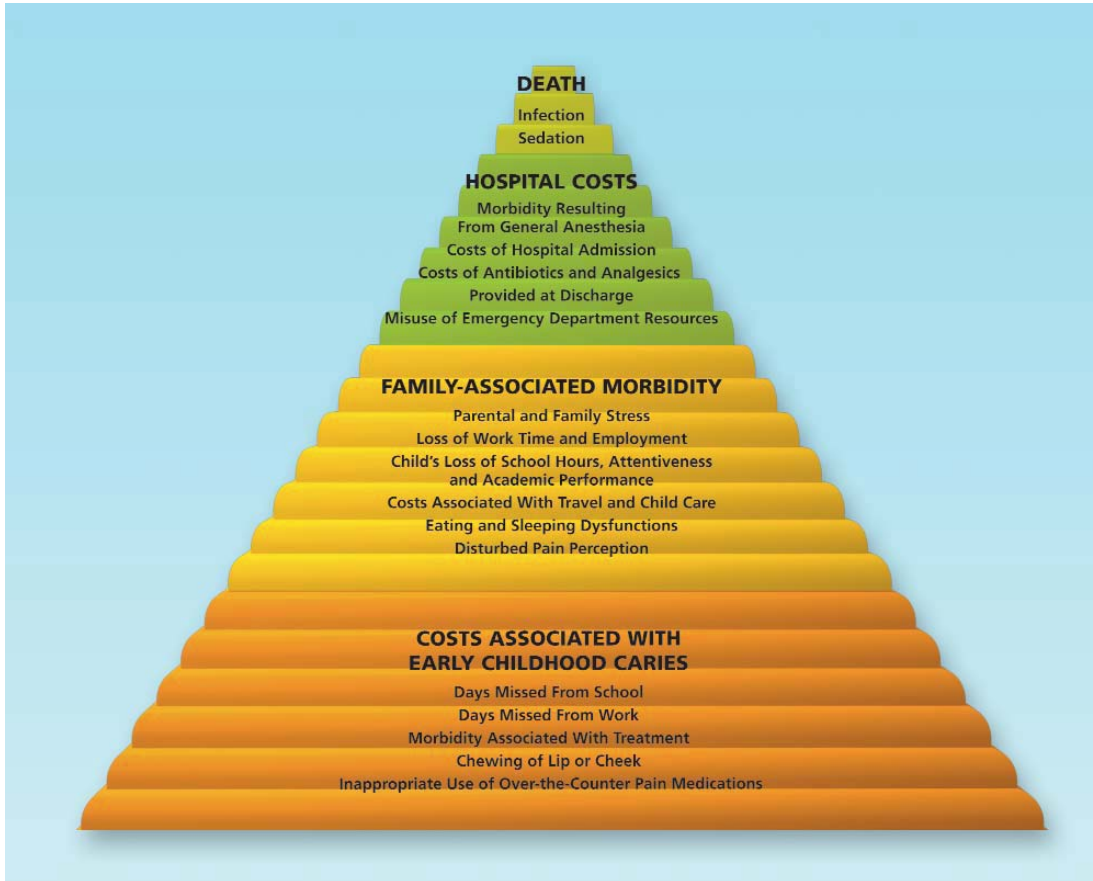 DEATH
Infection
Sedation
HOSPITAL COSTS
Morbidity Resulting
From General Anesthesia
Costs of Hospital Admission
Costs of Antibiotics and Analgesics
Provided at Discharge
Misuse of Emergency Department Resources
FAMILY-ASSOCIATED MORBIDITY
Parental and Family Stress
Loss of Work Time and Employment
Child’s Loss of School Hours, Attentiveness
and Academic Performance
Costs Associated With Travel and Child Care
Eating and Sleeping Dysfunctions
Disturbed Pain Perception
COSTS ASSOCIATED WITH
EARLY CHILDHOOD CARIES
Days Missed From School
Days Missed From Work
Morbidity Associated With Treatment
Chewing of Lip or Cheek
Inappropriate Use of Over-the-Counter Pain Medications